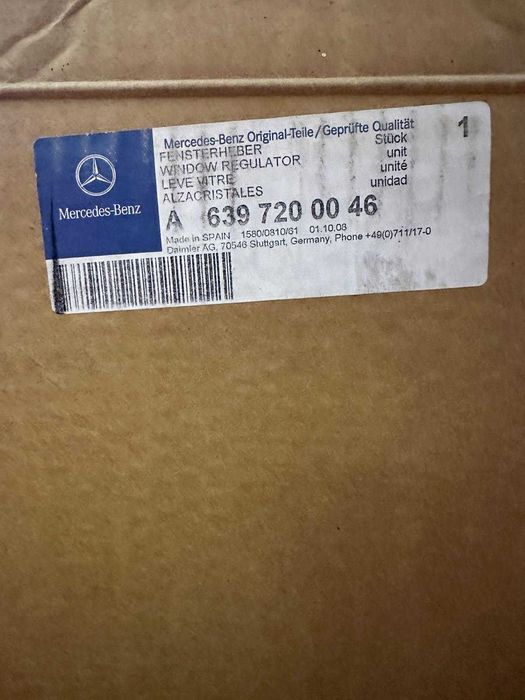 Mercedes-Benz Original-Teile/Geprüfte Qualität
FENSTERHEBER Stück 1
WINDOW REGULATOR unit
LEVE VITRE unité
ALZACRISTALES unidad
Mercedes-Benz
A 639 720 00 46
Made in SPAIN 1580/0810/61 01.10.08
Daimler AG, 70546 Stuttgart, Germany, Phone +49(0)711/17-0